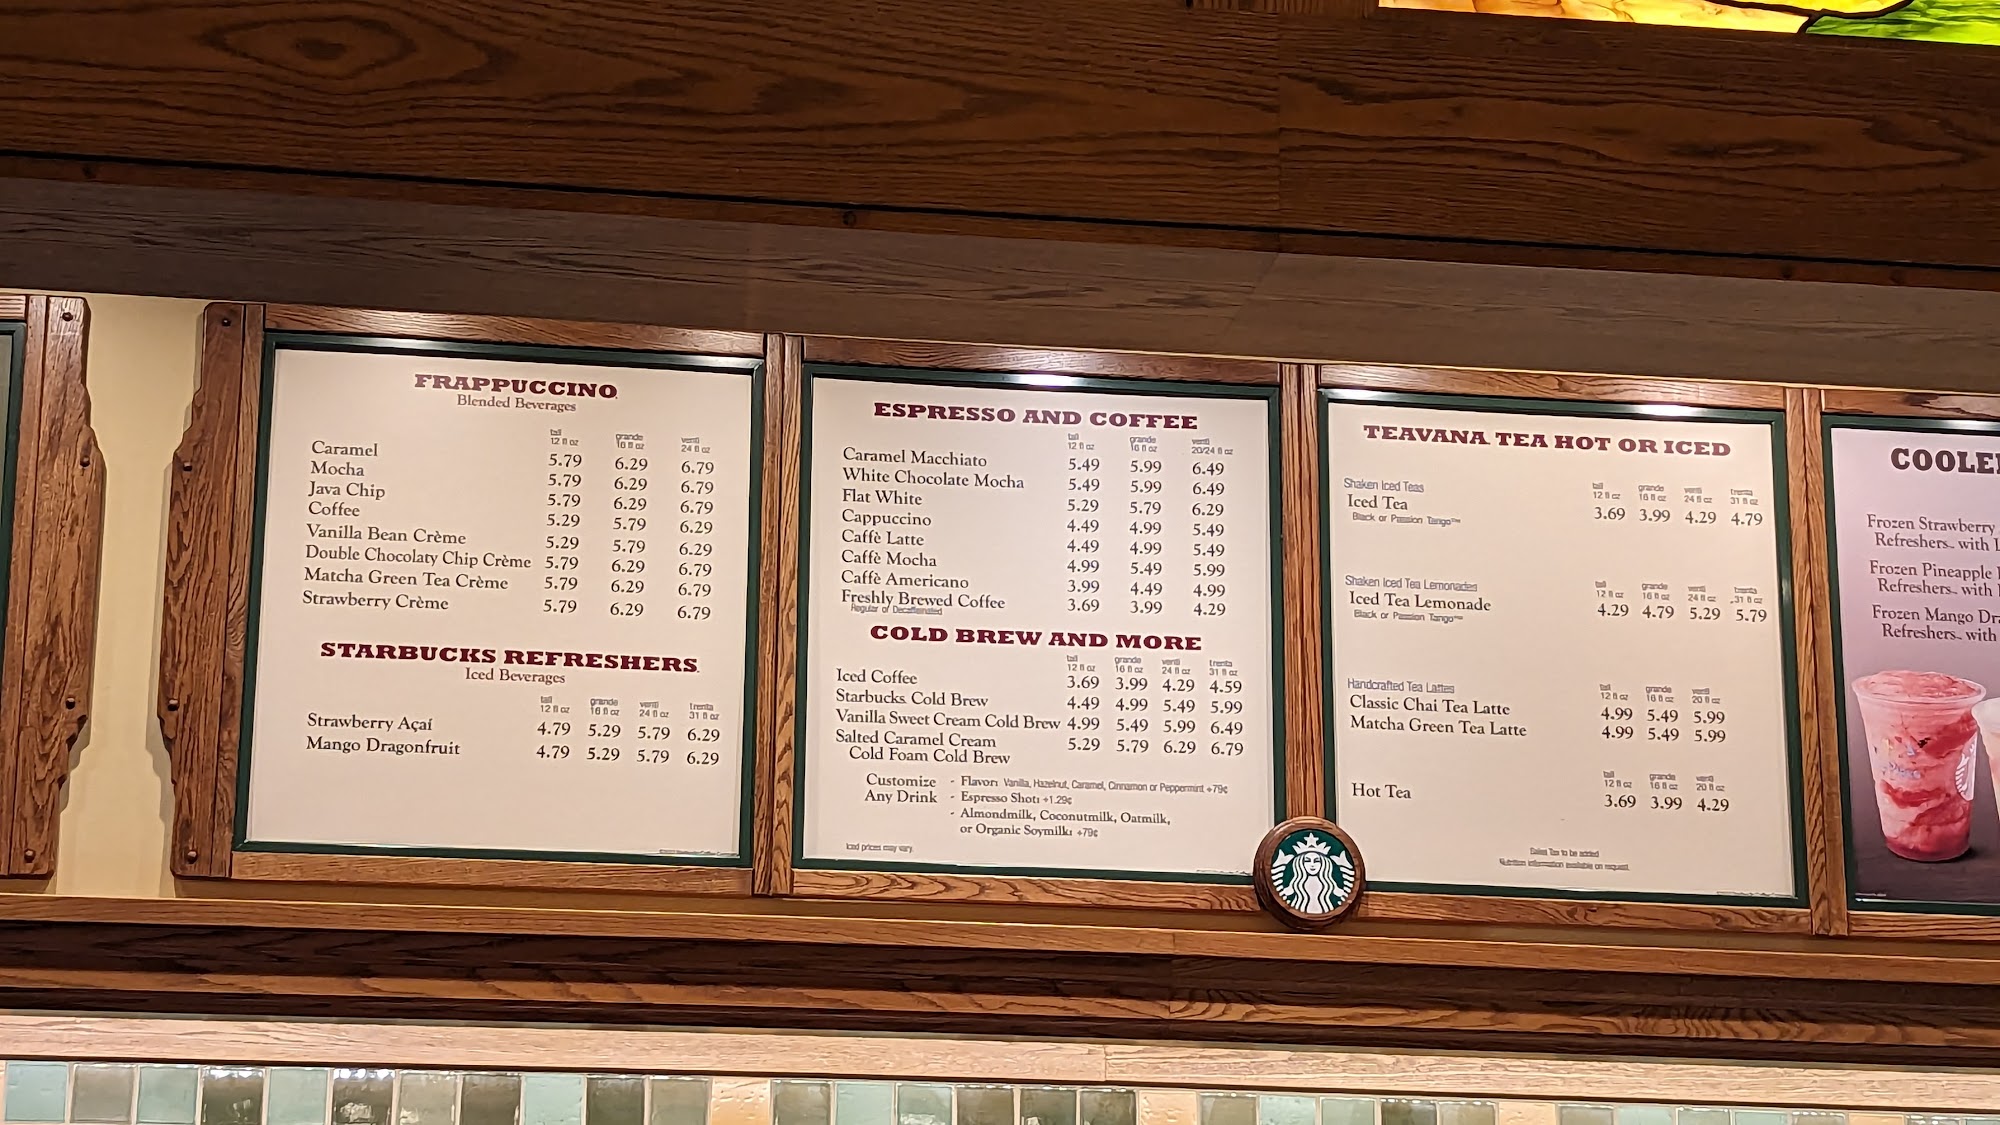 FRAPPUCCINO
Blended Beverages
tall 12 fl oz grande 16 fl oz venti 24 fl oz
Caramel 5.79 6.29 6.79
Mocha 5.79 6.29 6.79
Java Chip 5.79 6.29 6.79
Coffee 5.29 5.79 6.29
Vanilla Bean Crème 5.29 5.79 6.29
Double Chocolaty Chip Crème 5.79 6.29 6.79
Matcha Green Tea Crème 5.79 6.29 6.79
Strawberry Crème 5.79 6.29 6.79
STARBUCKS REFRESHERS
Iced Beverages
tall 12 fl oz grande 16 fl oz venti 24 fl oz trenta 31 fl oz
Strawberry Açaí 4.79 5.29 5.79 6.29
Mango Dragonfruit 4.79 5.29 5.79 6.29
ESPRESSO AND COFFEE
tall 12 fl oz grande 16 fl oz venti 20/24 fl oz
Caramel Macchiato 5.49 5.99 6.49
White Chocolate Mocha 5.49 5.99 6.49
Flat White 5.29 5.79 6.29
Cappuccino 4.49 4.99 5.49
Caffè Latte 4.49 4.99 5.49
Caffè Mocha 4.99 5.49 5.99
Caffè Americano 3.99 4.49 4.99
Freshly Brewed Coffee 3.69 3.99 4.29
Regular or Decaffeinated
COLD BREW AND MORE
tall 12 fl oz grande 16 fl oz venti 24 fl oz trenta 31 fl oz
Iced Coffee 3.69 3.99 4.29 4.59
Starbucks Cold Brew 4.49 4.99 5.49 5.99
Vanilla Sweet Cream Cold Brew 4.99 5.49 5.99 6.49
Salted Caramel Cream 5.29 5.79 6.29 6.79
Cold Foam Cold Brew
Customize - Flavor: Vanilla, Hazelnut, Caramel, Cinnamon or Peppermint +79¢
Any Drink - Espresso Shot: +1.29¢
- Almondmilk, Coconutmilk, Oatmilk,
or Organic Soymilk: +79¢
Iced prices may vary.
TEAVANA TEA HOT OR ICED
Shaken Iced Teas
tall 12 fl oz grande 16 fl oz venti 24 fl oz trenta 31 fl oz
Iced Tea 3.69 3.99 4.29 4.79
Black or Passion Tango™
Shaken Iced Tea Lemonades
tall 12 fl oz grande 16 fl oz venti 24 fl oz trenta 31 fl oz
Iced Tea Lemonade 4.29 4.79 5.29 5.79
Black or Passion Tango™
Handcrafted Tea Lattes
tall 12 fl oz grande 16 fl oz venti 20 fl oz
Classic Chai Tea Latte 4.99 5.49 5.99
Matcha Green Tea Latte 4.99 5.49 5.99
tall 12 fl oz grande 16 fl oz venti 20 fl oz
Hot Tea 3.69 3.99 4.29
Sales Tax to be added
Nutrition information available on request.
COOLE
Frozen Strawberry
Refreshers with
Frozen Pineapple
Refreshers with
Frozen Mango
Refreshers with